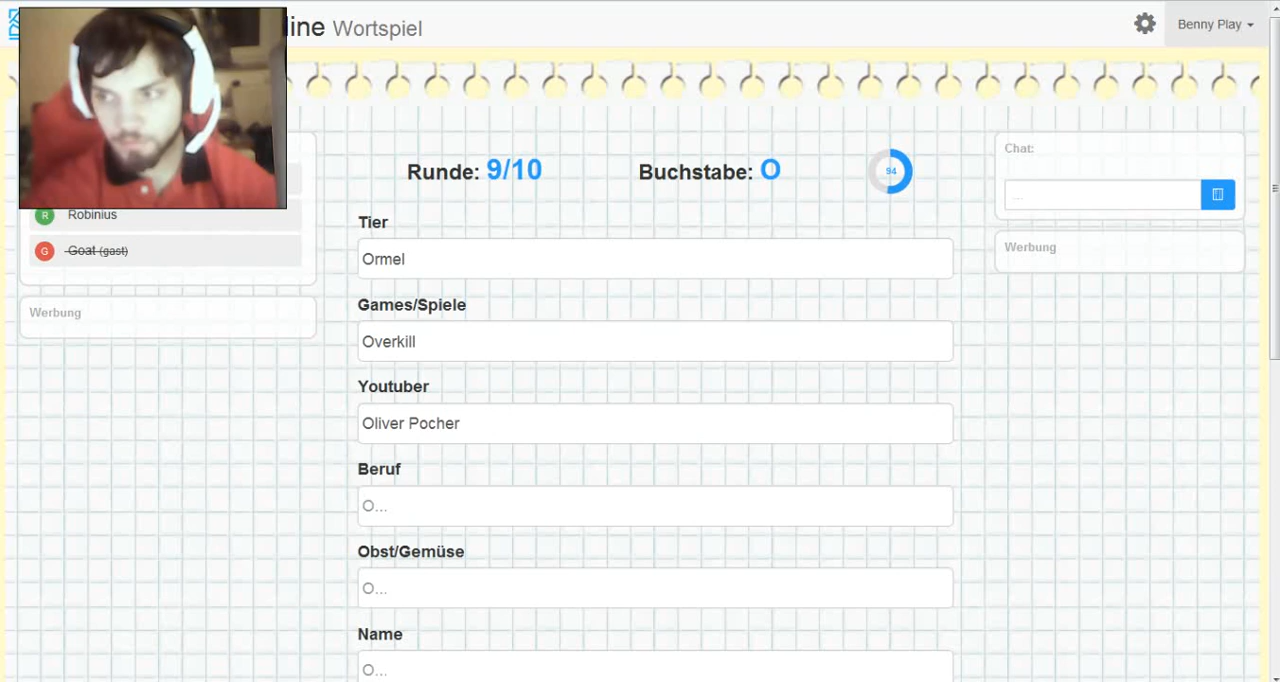 line Wortspiel
Benny Play
Runde: 9/10
Buchstabe: O
94
Chat:
...
R Robinius
G Goat (gast)
Werbung
Werbung
Tier
Ormel
Games/Spiele
Overkill
Youtuber
Oliver Pocher
Beruf
O...
Obst/Gemüse
O...
Name
O...